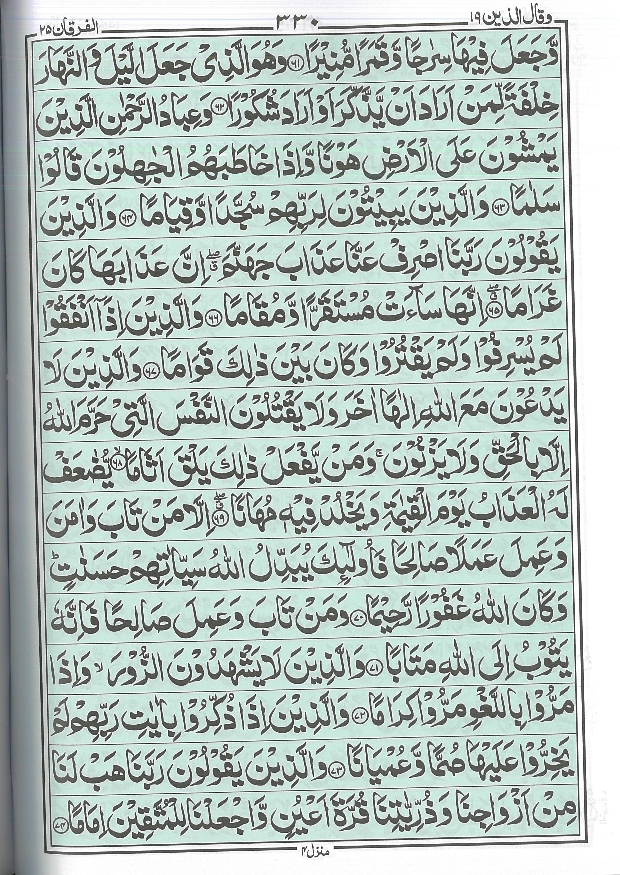 وقال الذين ١٩ ٣٣٠ الفرقان ٢٥
وَّجَعَلَ فِيْهَا سِرٰجًا وَّقَمَرًا مُّنِيْرًا ﴿٦١﴾ وَهُوَ الَّذِيْ جَعَلَ الَّيْلَ وَالنَّهَارَ
خِلْفَةً لِّمَنْ اَرَادَ اَنْ يَّذَّكَّرَ اَوْ اَرَادَ شُكُوْرًا ﴿٦٢﴾ وَعِبَادُ الرَّحْمٰنِ الَّذِيْنَ
يَمْشُوْنَ عَلَى الْاَرْضِ هَوْنًا وَّاِذَا خَاطَبَهُمُ الْجٰهِلُوْنَ قَالُوْا
سَلٰمًا ﴿٦٣﴾ وَالَّذِيْنَ يَبِيْتُوْنَ لِرَبِّهِمْ سُجَّدًا وَّقِيَامًا ﴿٦٤﴾ وَالَّذِيْنَ
يَقُوْلُوْنَ رَبَّنَا اصْرِفْ عَنَّا عَذَابَ جَهَنَّمَ اِنَّ عَذَابَهَا كَانَ
غَرَامًا ﴿٦٥﴾ اِنَّهَا سَآءَتْ مُسْتَقَرًّا وَّمُقَامًا ﴿٦٦﴾ وَالَّذِيْنَ اِذَآ اَنْفَقُوْا
لَمْ يُسْرِفُوْا وَلَمْ يَقْتُرُوْا وَكَانَ بَيْنَ ذٰلِكَ قَوَامًا ﴿٦٧﴾ وَالَّذِيْنَ لَا
يَدْعُوْنَ مَعَ اللّٰهِ اِلٰهًا اٰخَرَ وَلَا يَقْتُلُوْنَ النَّفْسَ الَّتِيْ حَرَّمَ اللّٰهُ
اِلَّا بِالْحَقِّ وَلَا يَزْنُوْنَ ۚ وَمَنْ يَّفْعَلْ ذٰلِكَ يَلْقَ اَثَامًا ﴿٦٨﴾ يُّضٰعَفْ
لَهُ الْعَذَابُ يَوْمَ الْقِيٰمَةِ وَيَخْلُدْ فِيْهٖ مُهَانًا ﴿٦٩﴾ اِلَّا مَنْ تَابَ وَاٰمَنَ
وَعَمِلَ عَمَلًا صَالِحًا فَاُولٰٓئِكَ يُبَدِّلُ اللّٰهُ سَيِّاٰتِهِمْ حَسَنٰتٍ ؕ
وَكَانَ اللّٰهُ غَفُوْرًا رَّحِيْمًا ﴿٧٠﴾ وَمَنْ تَابَ وَعَمِلَ صَالِحًا فَاِنَّهٗ
يَتُوْبُ اِلَى اللّٰهِ مَتَابًا ﴿٧١﴾ وَالَّذِيْنَ لَا يَشْهَدُوْنَ الزُّوْرَ ۙ وَاِذَا
مَرُّوْا بِاللَّغْوِ مَرُّوْا كِرَامًا ﴿٧٢﴾ وَالَّذِيْنَ اِذَا ذُكِّرُوْا بِاٰيٰتِ رَبِّهِمْ لَمْ
يَخِرُّوْا عَلَيْهَا صُمًّا وَّعُمْيَانًا ﴿٧٣﴾ وَالَّذِيْنَ يَقُوْلُوْنَ رَبَّنَا هَبْ لَنَا
مِنْ اَزْوَاجِنَا وَذُرِّيّٰتِنَا قُرَّةَ اَعْيُنٍ وَّاجْعَلْنَا لِلْمُتَّقِيْنَ اِمَامًا ﴿٧٤﴾
منزل ٤